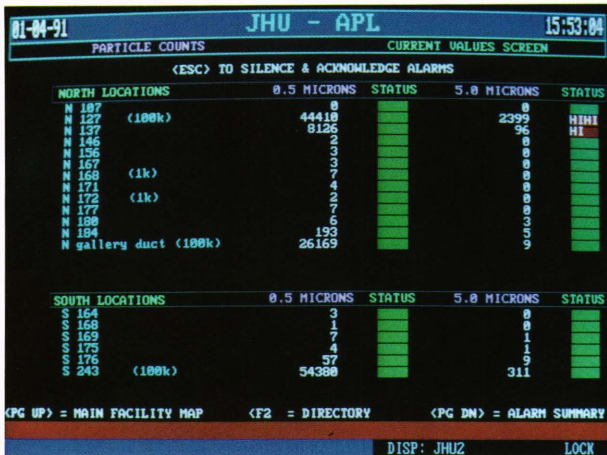 01-04-91 JHU - APL 15:53:04
PARTICLE COUNTS CURRENT VALUES SCREEN
<ESC> TO SILENCE & ACKNOWLEDGE ALARMS
NORTH LOCATIONS 0.5 MICRONS STATUS 5.0 MICRONS STATUS
N 107 0 0
N 127 (100k) 44410 2399 HIHI
N 137 8126 96 HI
N 146 2 0
N 156 3 0
N 167 3 0
N 168 (1k) 7 0
N 171 4 0
N 172 (1k) 2 0
N 177 7 0
N 180 6 3
N 184 193 5
N gallery duct (100k) 26169 9
SOUTH LOCATIONS 0.5 MICRONS STATUS 5.0 MICRONS STATUS
S 164 3 0
S 168 1 0
S 169 7 1
S 175 4 1
S 176 57 9
S 243 (100k) 54380 311
<PG UP> = MAIN FACILITY MAP <F2 = DIRECTORY <PG DN> = ALARM SUMMARY
DISP: JHU2 LOCK